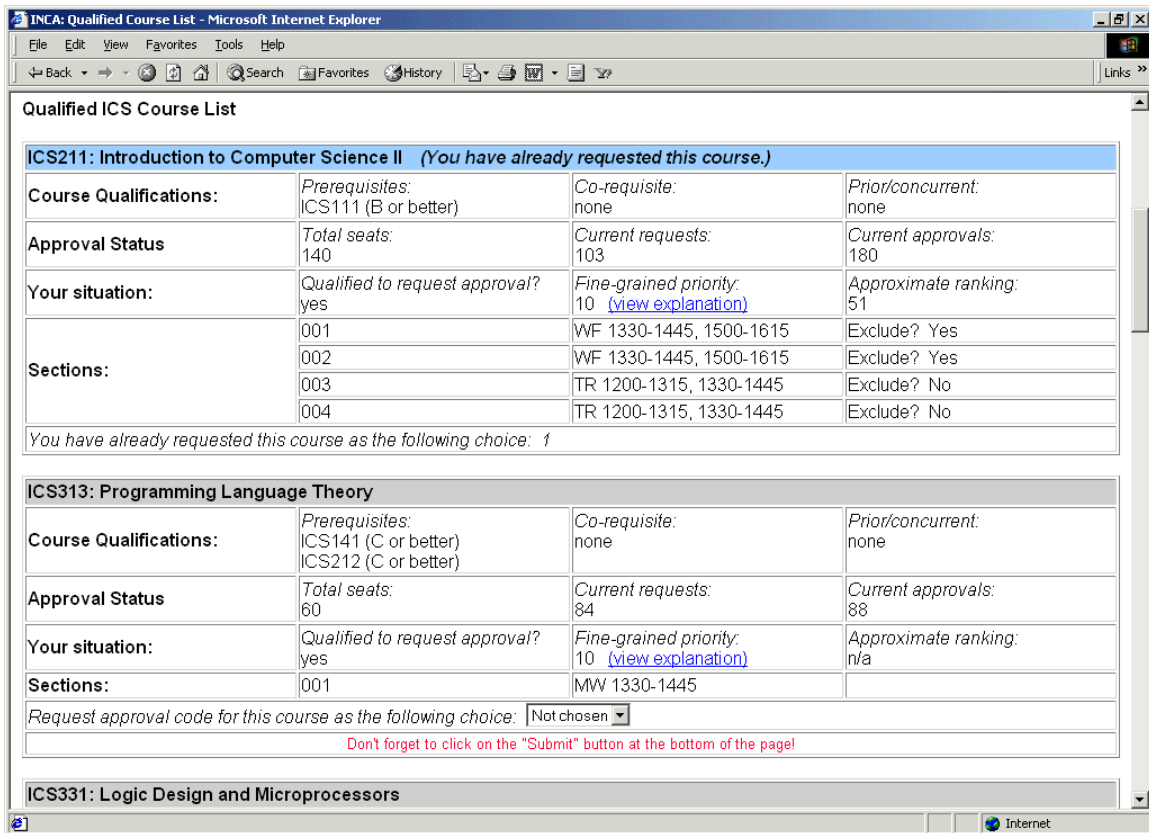 INCA: Qualified Course List - Microsoft Internet Explorer
File Edit View Favorites Tools Help
Back Search Favorites History Links »
Qualified ICS Course List
ICS211: Introduction to Computer Science II (You have already requested this course.)
Course Qualifications: Prerequisites: Co-requisite: Prior/concurrent:
ICS111 (B or better) none none
Approval Status Total seats: Current requests: Current approvals:
140 103 180
Your situation: Qualified to request approval? Fine-grained priority: Approximate ranking:
yes 10 (view explanation) 51
Sections: 001 WF 1330-1445, 1500-1615 Exclude? Yes
002 WF 1330-1445, 1500-1615 Exclude? Yes
003 TR 1200-1315, 1330-1445 Exclude? No
004 TR 1200-1315, 1330-1445 Exclude? No
You have already requested this course as the following choice: 1
ICS313: Programming Language Theory
Course Qualifications: Prerequisites: Co-requisite: Prior/concurrent:
ICS141 (C or better) none none
ICS212 (C or better)
Approval Status Total seats: Current requests: Current approvals:
60 84 88
Your situation: Qualified to request approval? Fine-grained priority: Approximate ranking:
yes 10 (view explanation) n/a
Sections: 001 MW 1330-1445
Request approval code for this course as the following choice: Not chosen
Don't forget to click on the "Submit" button at the bottom of the page!
ICS331: Logic Design and Microprocessors
Internet